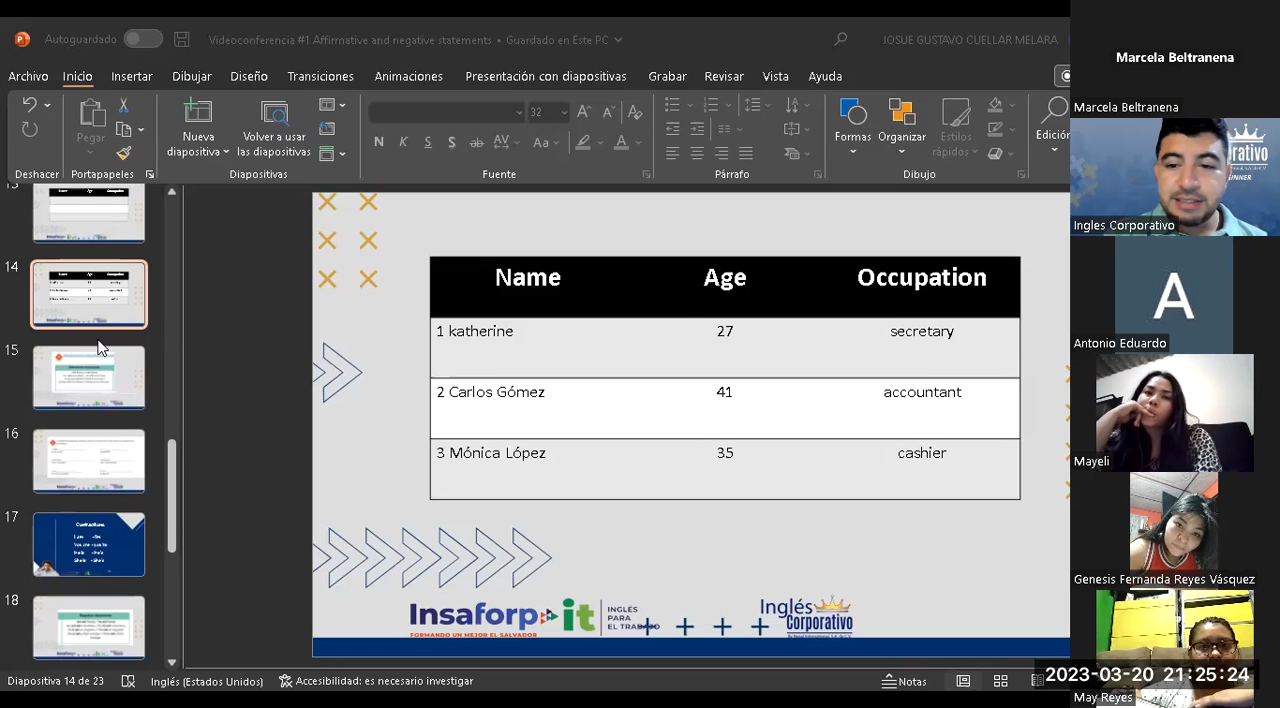 Autoguardado
Videoconferencia #1 Affirmative and negative statements • Guardado en Este PC
JOSUE GUSTAVO CUELLAR MELARA
Archivo Inicio Insertar Dibujar Diseño Transiciones Animaciones Presentación con diapositivas Grabar Revisar Vista Ayuda
32
Pegar
Nueva diapositiva
Volver a usar las diapositivas
N K S S ab AV Aa A
Formas
Organizar
Estilos rápidos
Edición
Deshacer Portapapeles Diapositivas Fuente Párrafo Dibujo
13
14
15
16
17
18
Contractions
Name Age Occupation
1 katherine 27 secretary
2 Carlos Gómez 41 accountant
3 Mónica López 35 cashier
Insaforp it INGLÉS PARA EL TRABAJO
FORMANDO UN MEJOR EL SALVADOR
Inglés Corporativo
Diapositiva 14 de 23 Inglés (Estados Unidos) Accesibilidad: es necesario investigar Notas
Marcela Beltranena
Marcela Beltranena
Ingles Corporativo
A
Antonio Eduardo
Mayeli
Genesis Fernanda Reyes Vásquez
2023-03-20 21:25:24
May Reyes